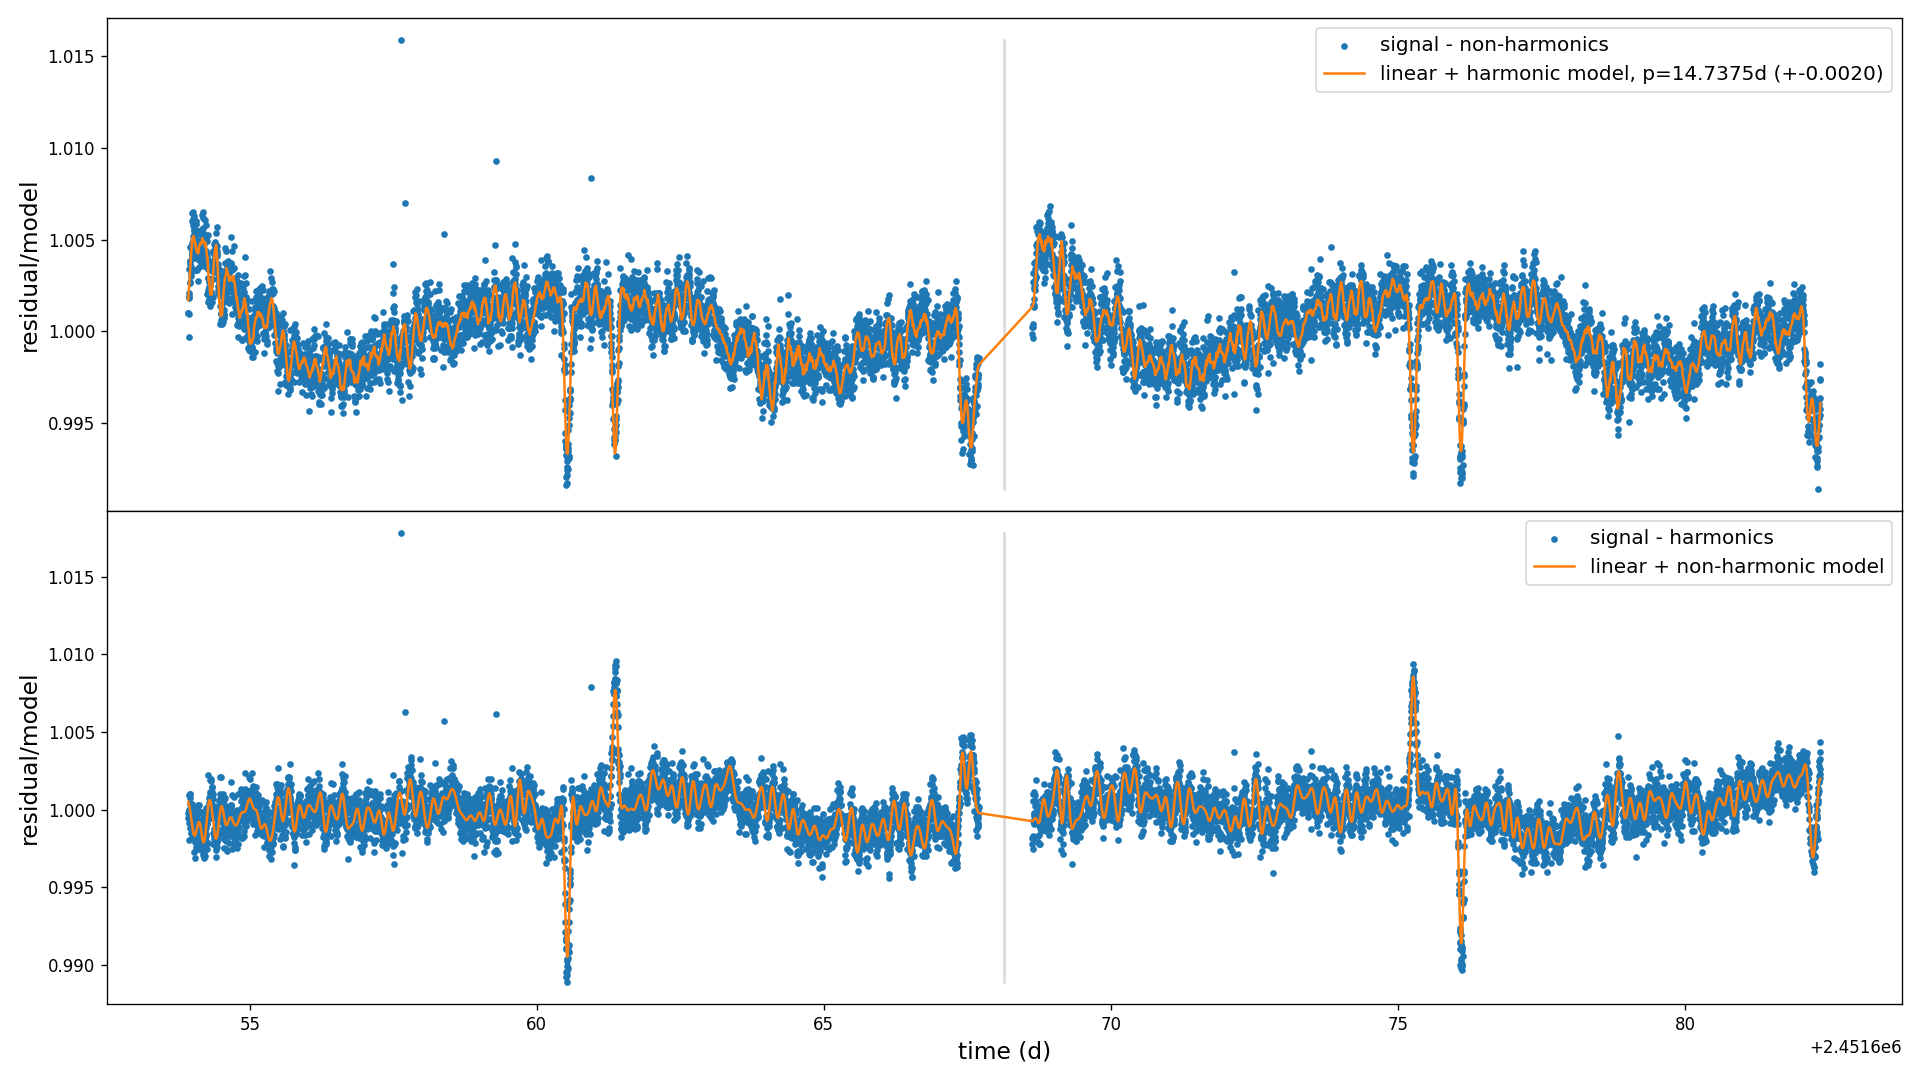 signal - non-harmonics
linear + harmonic model, p=14.7375d (+-0.0020)
1.015
1.010
1.005
1.000
0.995
residual/model
signal - harmonics
linear + non-harmonic model
1.015
1.010
1.005
1.000
0.995
0.990
residual/model
55
60
65
70
75
80
time (d)
+2.4516e6